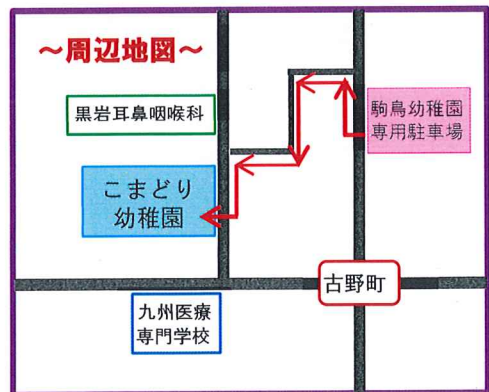 ～周辺地図～
黒岩耳鼻咽喉科
駒鳥幼稚園
専用駐車場
こまどり
幼稚園
古野町
九州医療
専門学校